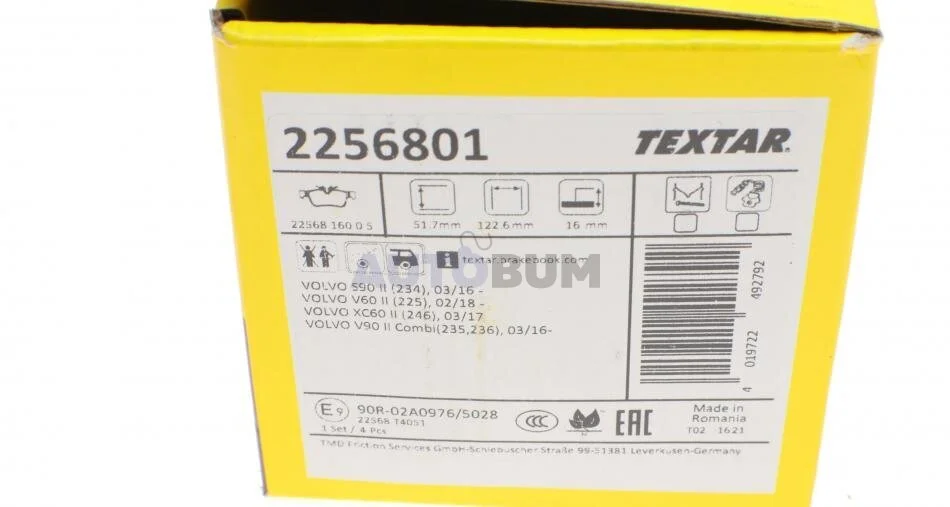 2256801
TEXTAR®
22568 160 0 5
51.7mm 122.6mm 16 mm
textar.brakebook.com
AUTOBUM
VOLVO S90 II (234), 03/16 -
VOLVO V60 II (225), 02/18 -
VOLVO XC60 II (246), 03/17
VOLVO V90 II Combi(235,236), 03/16-
4 019722 492792
E9 90R-02A0976/5028
22568 T4051
1 Set / 4 Pcs
CCC
EAC
Made in
Romania
T02 1621
TMD Friction Services GmbH-Schlebuscher Straße 99-51381 Leverkusen-Germany